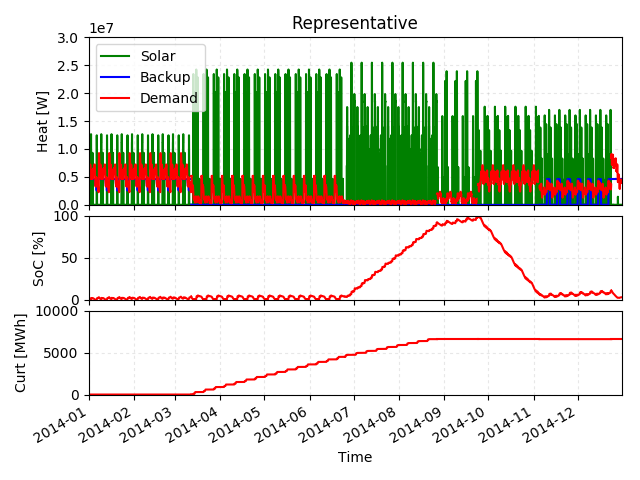 Representative
1e7
Heat [W]
3.0
2.5
2.0
1.5
1.0
0.5
0.0
Solar
Backup
Demand
SoC [%]
100
50
0
Curt [MWh]
10000
5000
0
2014-01
2014-02
2014-03
2014-04
2014-05
2014-06
2014-07
2014-08
2014-09
2014-10
2014-11
2014-12
Time